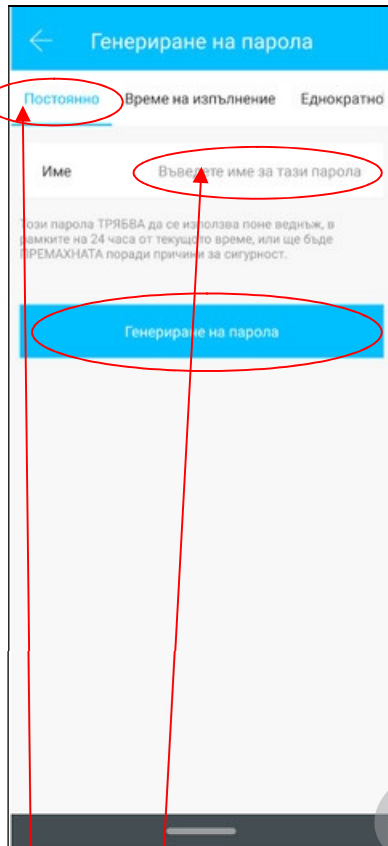 Генериране на парола
Постоянно Време на изпълнение Еднократно
Име Въведете име за тази парола
Този парола ТРЯБВА да се използва поне веднъж, в
рамките на 24 часа от текущото време, или ще бъде
ПРЕМАХНАТА поради причини за сигурност.
Генериране на парола